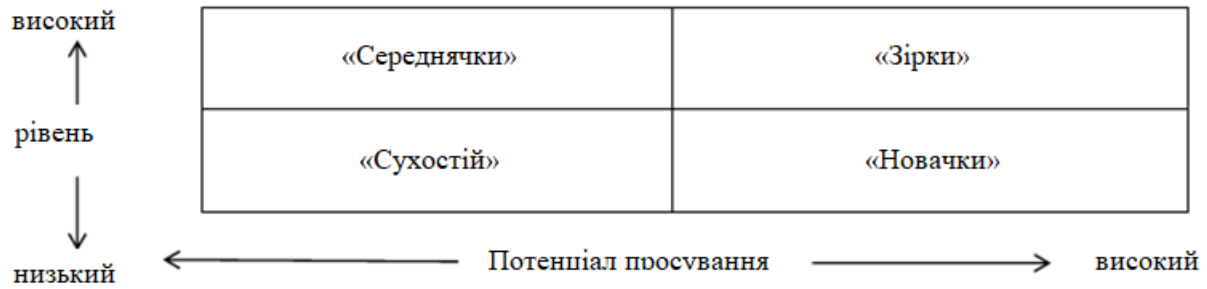 високий
«Середнячки» «Зірки»
рівень
«Сухостій» «Новачки»
низький Потенціал просування високий